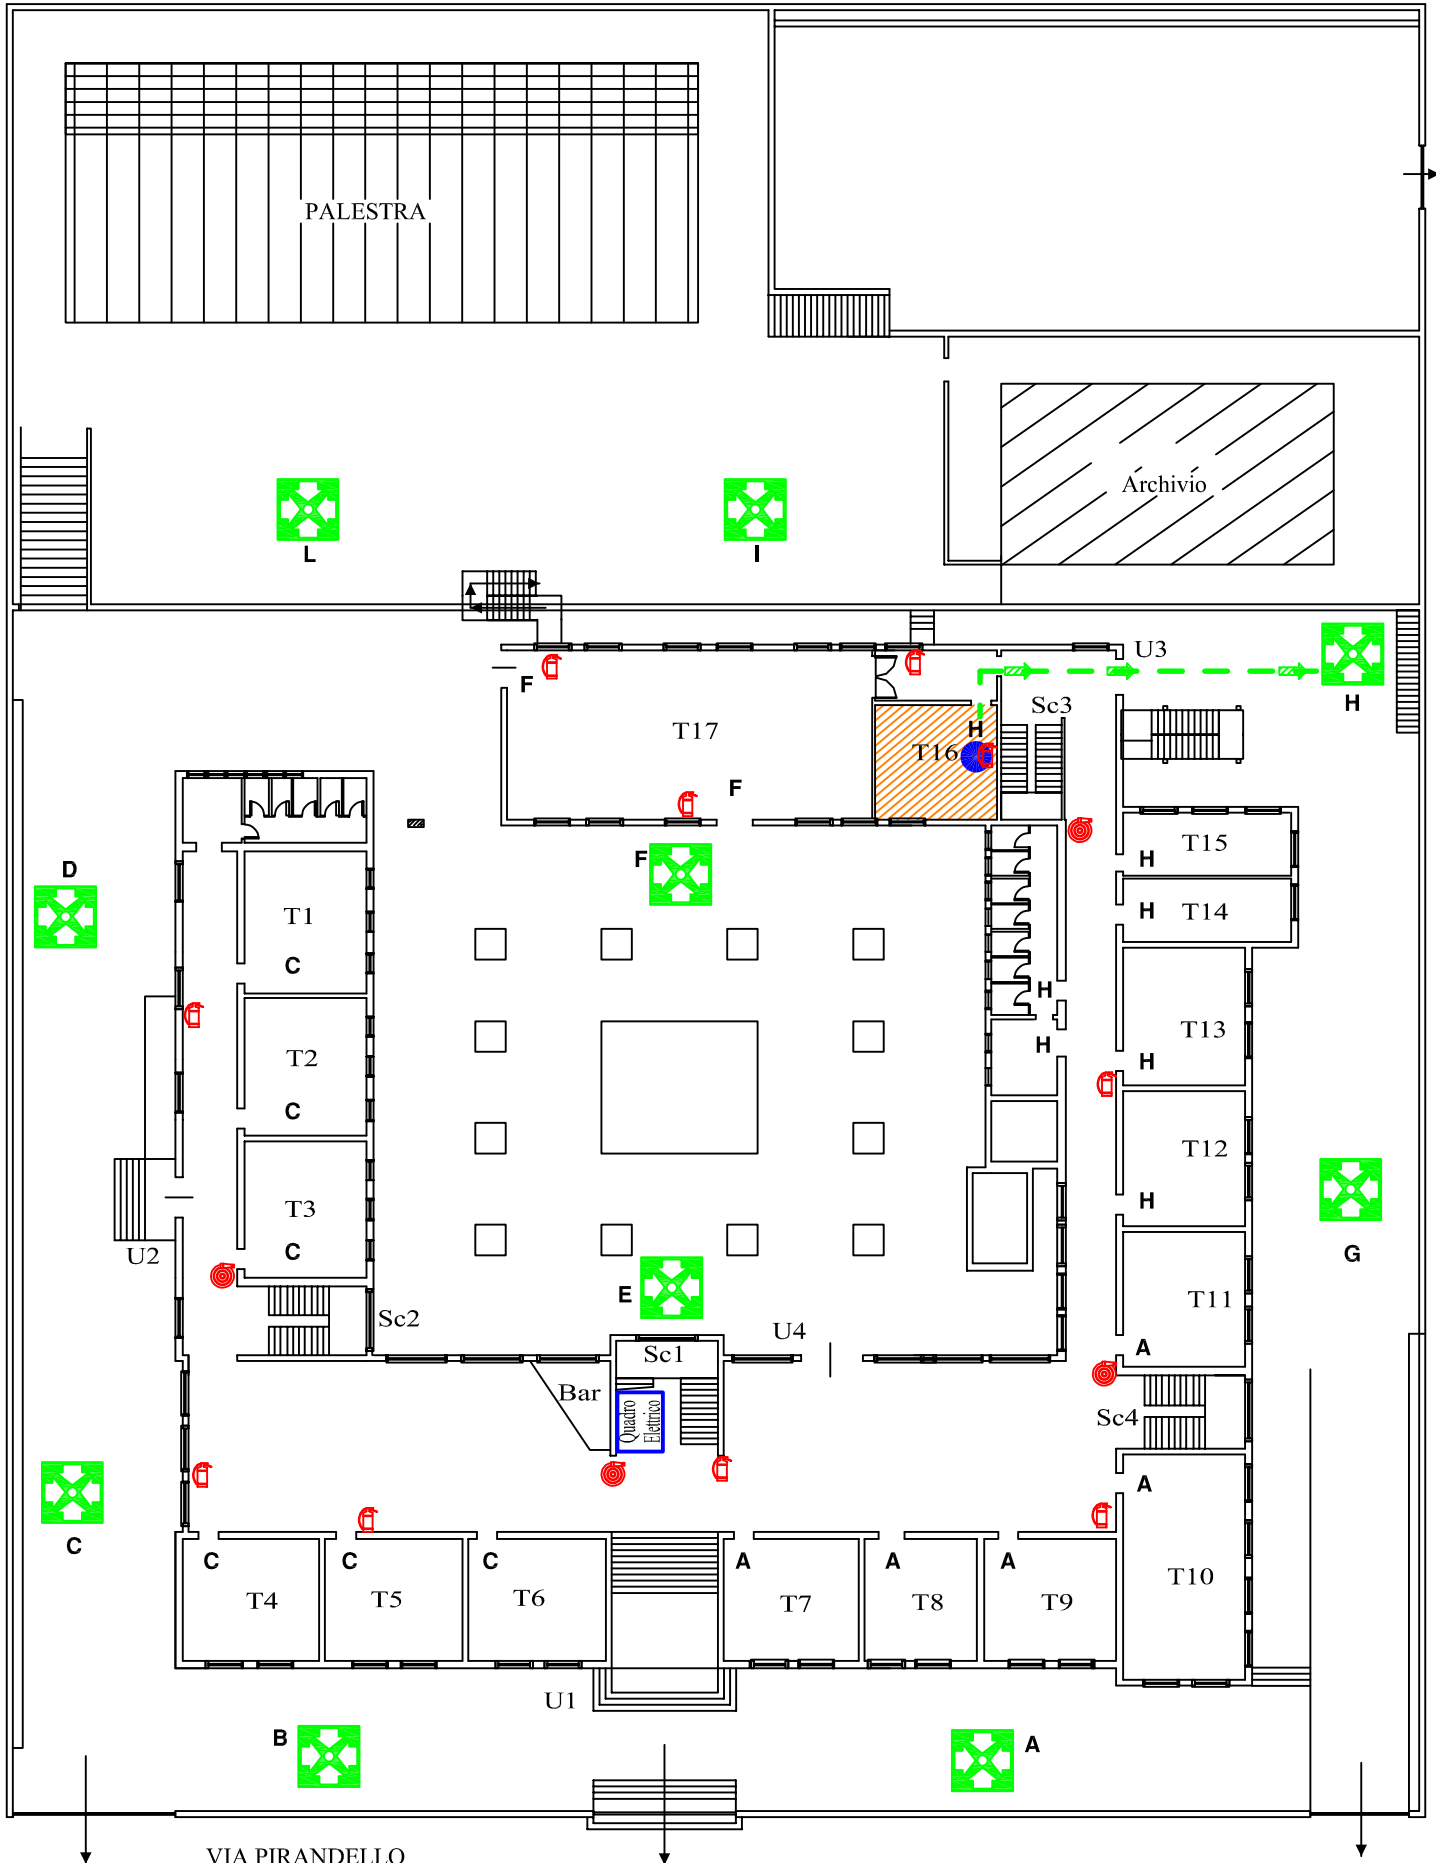 PALESTRA
Archivio
L
I
U3
H
F
Sc3
H
T17
T16
F
T15
H
F
D
T14
H
T1
C
H
T13
H
H
T2
C
T12
H
T3
C
U2
G
E
T11
Sc2
U4
Sc1
A
Bar
Quadro
Elettrico
Sc4
A
C
C
C
C
A
A
A
T10
T4
T5
T6
T7
T8
T9
U1
B
A
VIA PIRANDELLO